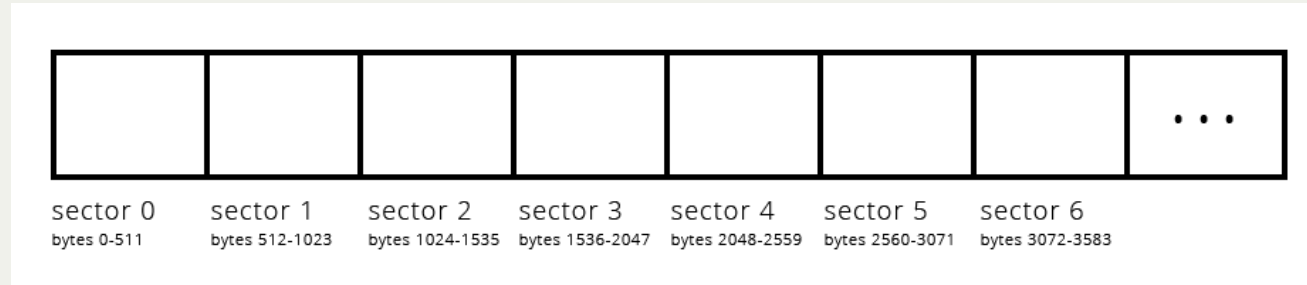 • • •
sector 0 sector 1 sector 2 sector 3 sector 4 sector 5 sector 6
bytes 0-511 bytes 512-1023 bytes 1024-1535 bytes 1536-2047 bytes 2048-2559 bytes 2560-3071 bytes 3072-3583